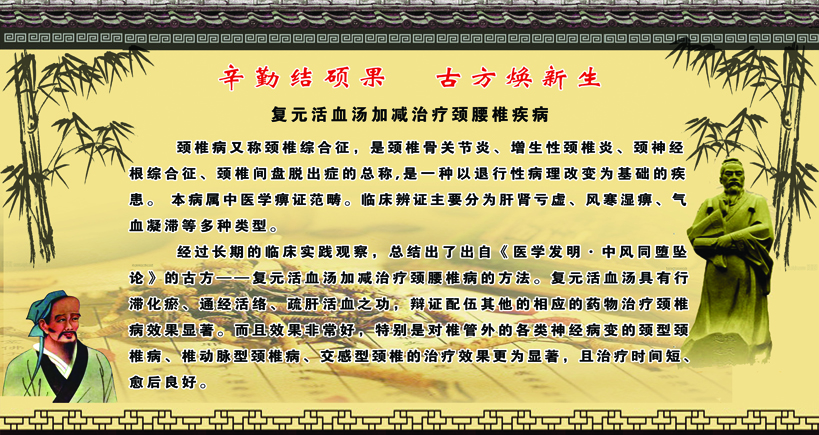 辛勤结硕果 古方焕新生
复元活血汤加减治疗颈腰椎疾病
颈椎病又称颈椎综合征，是颈椎骨关节炎、增生性颈椎炎、颈神经
根综合征、颈椎间盘脱出症的总称,是一种以退行性病理改变为基础的疾
患。 本病属中医学痹证范畴。临床辨证主要分为肝肾亏虚、风寒湿痹、气
血凝滞等多种类型。
经过长期的临床实践观察，总结出了出自《医学发明·中风同堕坠
论》的古方——复元活血汤加减治疗颈腰椎病的方法。复元活血汤具有行
滞化瘀、通经活络、疏肝活血之功，辩证配伍其他的相应的药物治疗颈椎
病效果显著。而且效果非常好，特别是对椎管外的各类神经病变的颈型颈
椎病、椎动脉型颈椎病、交感型颈椎的治疗效果更为显著，且治疗时间短、
愈后良好。